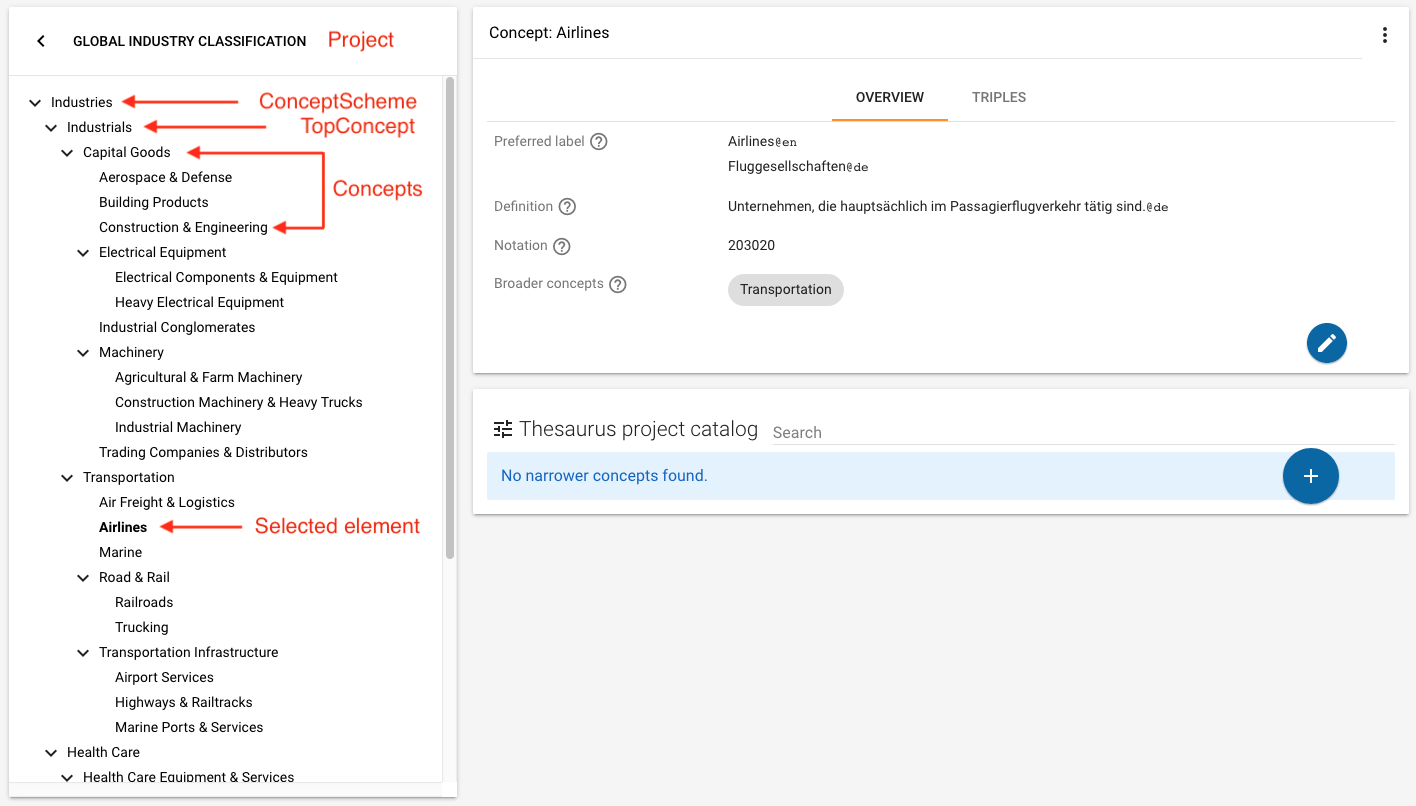 GLOBAL INDUSTRY CLASSIFICATION Project
Industries ConceptScheme
Industrials TopConcept
Capital Goods
Aerospace & Defense
Concepts
Building Products
Construction & Engineering
Electrical Equipment
Electrical Components & Equipment
Heavy Electrical Equipment
Industrial Conglomerates
Machinery
Agricultural & Farm Machinery
Construction Machinery & Heavy Trucks
Industrial Machinery
Trading Companies & Distributors
Transportation
Air Freight & Logistics
Airlines Selected element
Marine
Road & Rail
Railroads
Trucking
Transportation Infrastructure
Airport Services
Highways & Railtracks
Marine Ports & Services
Health Care
Health Care Equipment & Services
Concept: Airlines
OVERVIEW TRIPLES
Preferred label ? Airlines@en
Fluggesellschaften@de
Definition ? Unternehmen, die hauptsächlich im Passagierflugverkehr tätig sind.@de
Notation ? 203020
Broader concepts ? Transportation
Thesaurus project catalog Search
No narrower concepts found. +